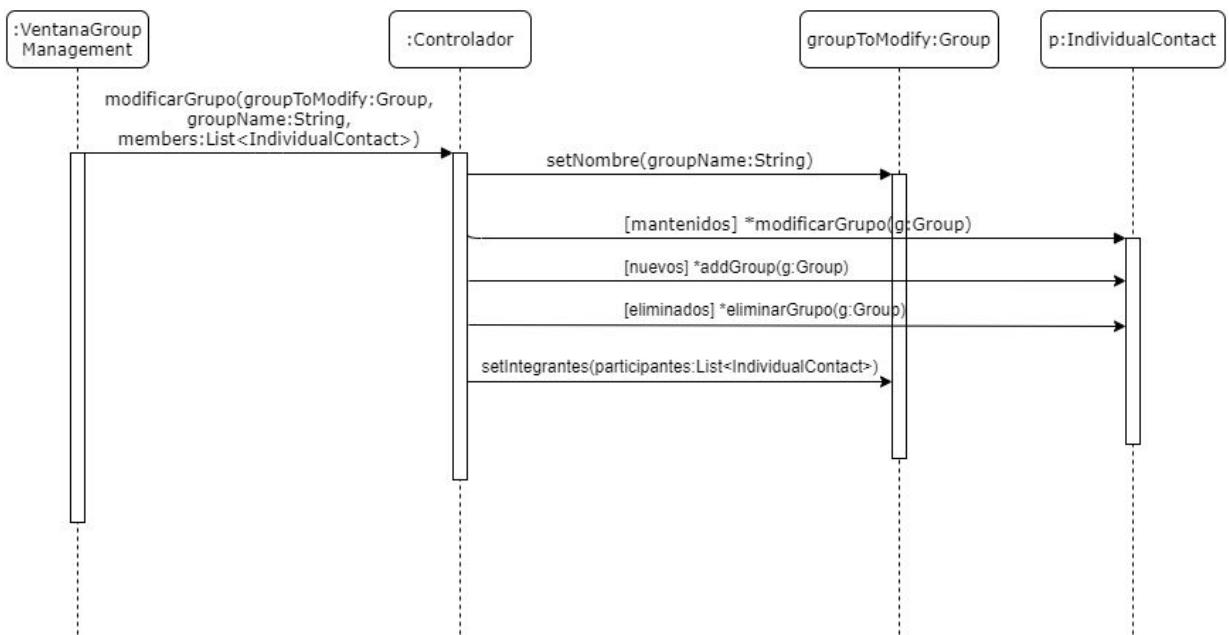 :VentanaGroup
Management
:Controlador
groupToModify:Group
p:IndividualContact
modificarGrupo(groupToModify:Group,
groupName:String,
members:List<IndividualContact>)
setNombre(groupName:String)
[mantenidos] *modificarGrupo(g:Group)
[nuevos] *addGroup(g:Group)
[eliminados] *eliminarGrupo(g:Group)
setIntegrantes(participantes:List<IndividualContact>)